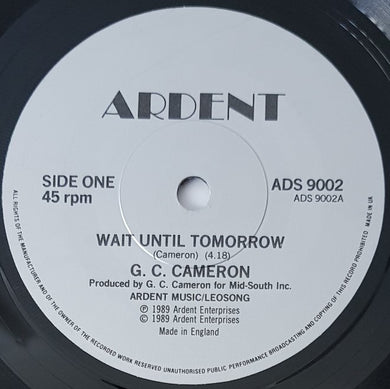 ARDENT
SIDE ONE
45 rpm
ADS 9002
ADS 9002A
WAIT UNTIL TOMORROW
(Cameron) (4.18)
G. C. CAMERON
Produced by G. C. Cameron for Mid-South Inc.
ARDENT MUSIC/LEOSONG
℗ 1989 Ardent Enterprises
© 1989 Ardent Enterprises
Made in England
ALL RIGHTS OF THE MANUFACTURER AND OF THE OWNER OF THE RECORDED WORK RESERVED UNAUTHORISED PUBLIC PERFORMANCE BROADCASTING AND COPYING OF THIS RECORD PROHIBITED MADE IN UK